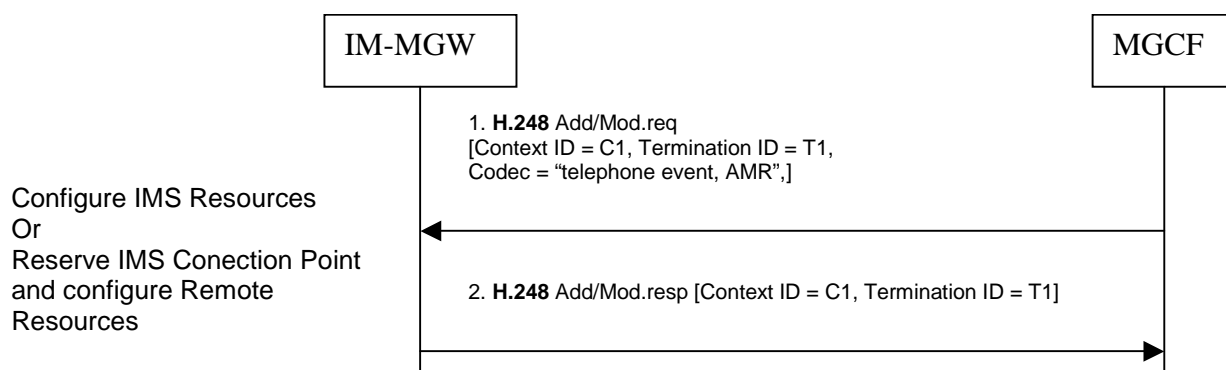 IM-MGW
MGCF
1. H.248 Add/Mod.req
[Context ID = C1, Termination ID = T1,
Codec = “telephone event, AMR”,]
Configure IMS Resources
Or
Reserve IMS Conection Point
and configure Remote
Resources
2. H.248 Add/Mod.resp [Context ID = C1, Termination ID = T1]